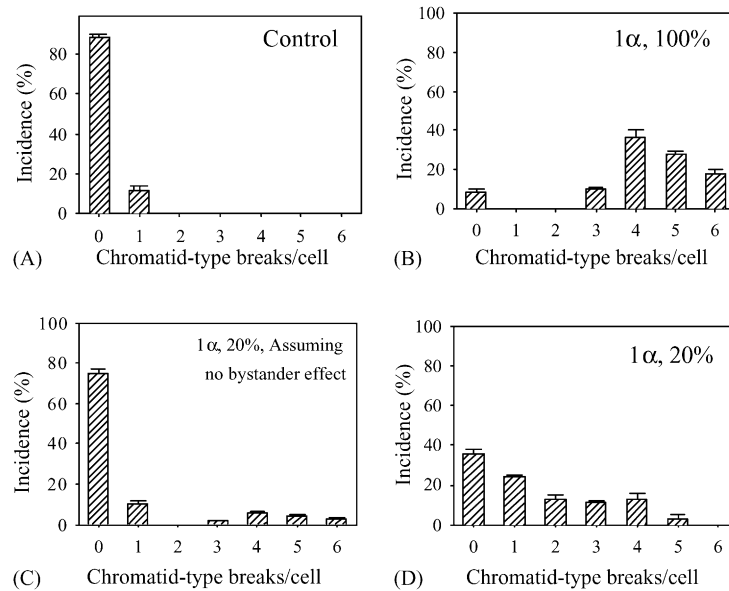 Control
Incidence (%)
80
60
40
20
0
0 1 2 3 4 5 6
(A) Chromatid-type breaks/cell
1α, 100%
Incidence (%)
100
80
60
40
20
0
0 1 2 3 4 5 6
(B) Chromatid-type breaks/cell
1α, 20%, Assuming
no bystander effect
Incidence (%)
100
80
60
40
20
0
0 1 2 3 4 5 6
(C) Chromatid-type breaks/cell
1α, 20%
Incidence (%)
100
80
60
40
20
0
0 1 2 3 4 5 6
(D) Chromatid-type breaks/cell